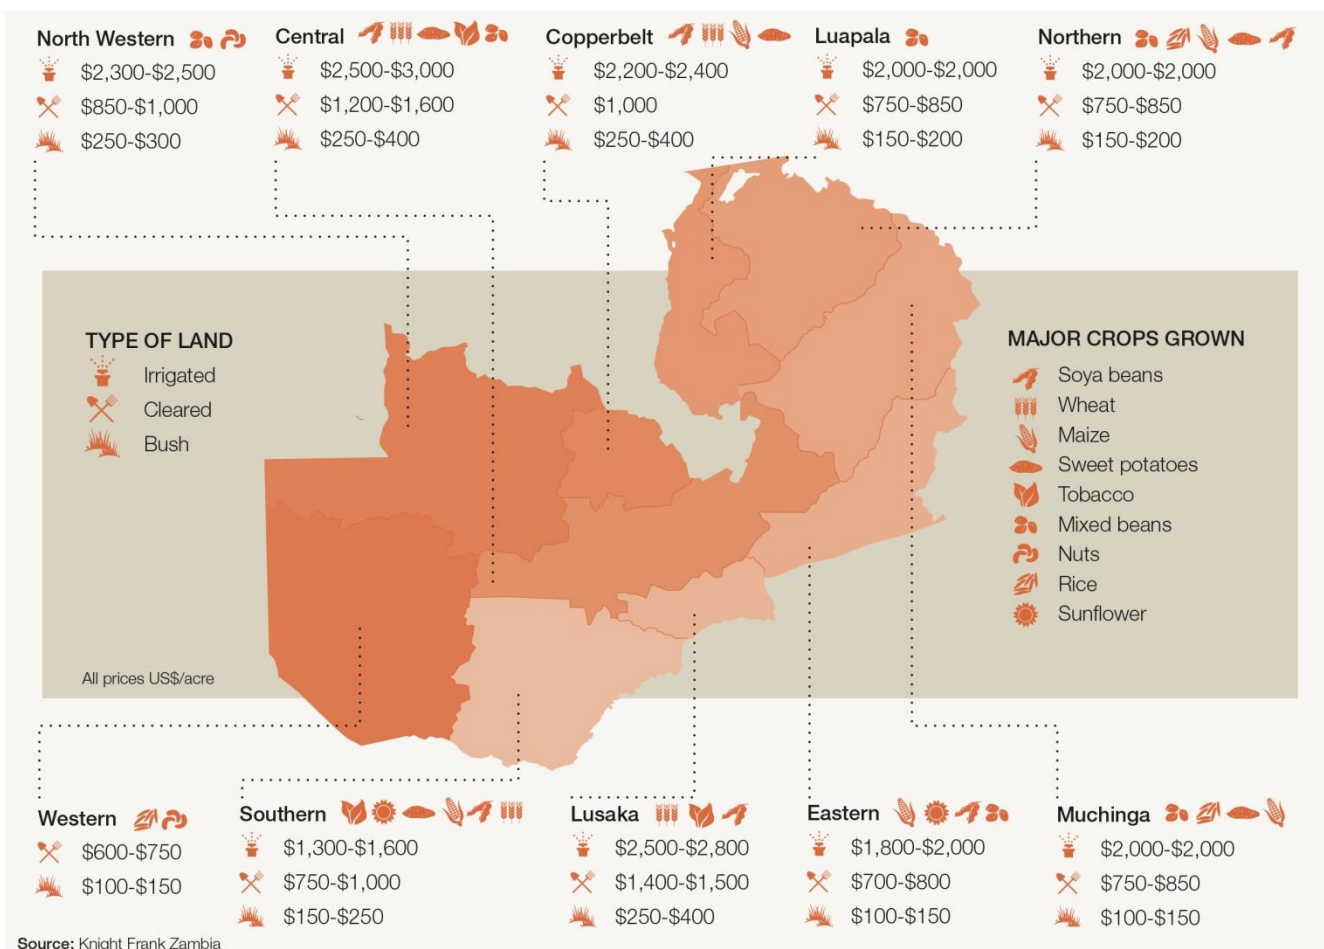 North Western
$2,300-$2,500
$850-$1,000
$250-$300
Central
$2,500-$3,000
$1,200-$1,600
$250-$400
Copperbelt
$2,200-$2,400
$1,000
$250-$400
Luapala
$2,000-$2,000
$750-$850
$150-$200
Northern
$2,000-$2,000
$750-$850
$150-$200
TYPE OF LAND
Irrigated
Cleared
Bush
All prices US$/acre
MAJOR CROPS GROWN
Soya beans
Wheat
Maize
Sweet potatoes
Tobacco
Mixed beans
Nuts
Rice
Sunflower
Western
$600-$750
$100-$150
Southern
$1,300-$1,600
$750-$1,000
$150-$250
Lusaka
$2,500-$2,800
$1,400-$1,500
$250-$400
Eastern
$1,800-$2,000
$700-$800
$100-$150
Muchinga
$2,000-$2,000
$750-$850
$100-$150
Source: Knight Frank Zambia